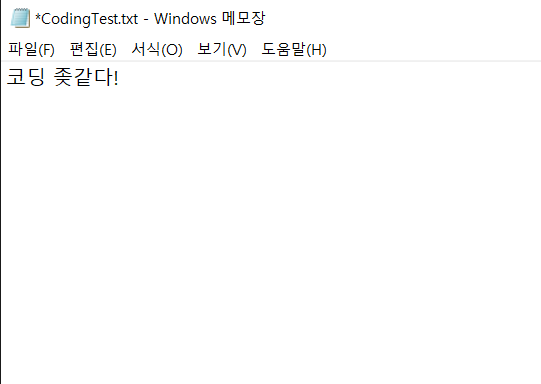 *CodingTest.txt - Windows 메모장
파일(F) 편집(E) 서식(O) 보기(V) 도움말(H)
코딩 좆같다!